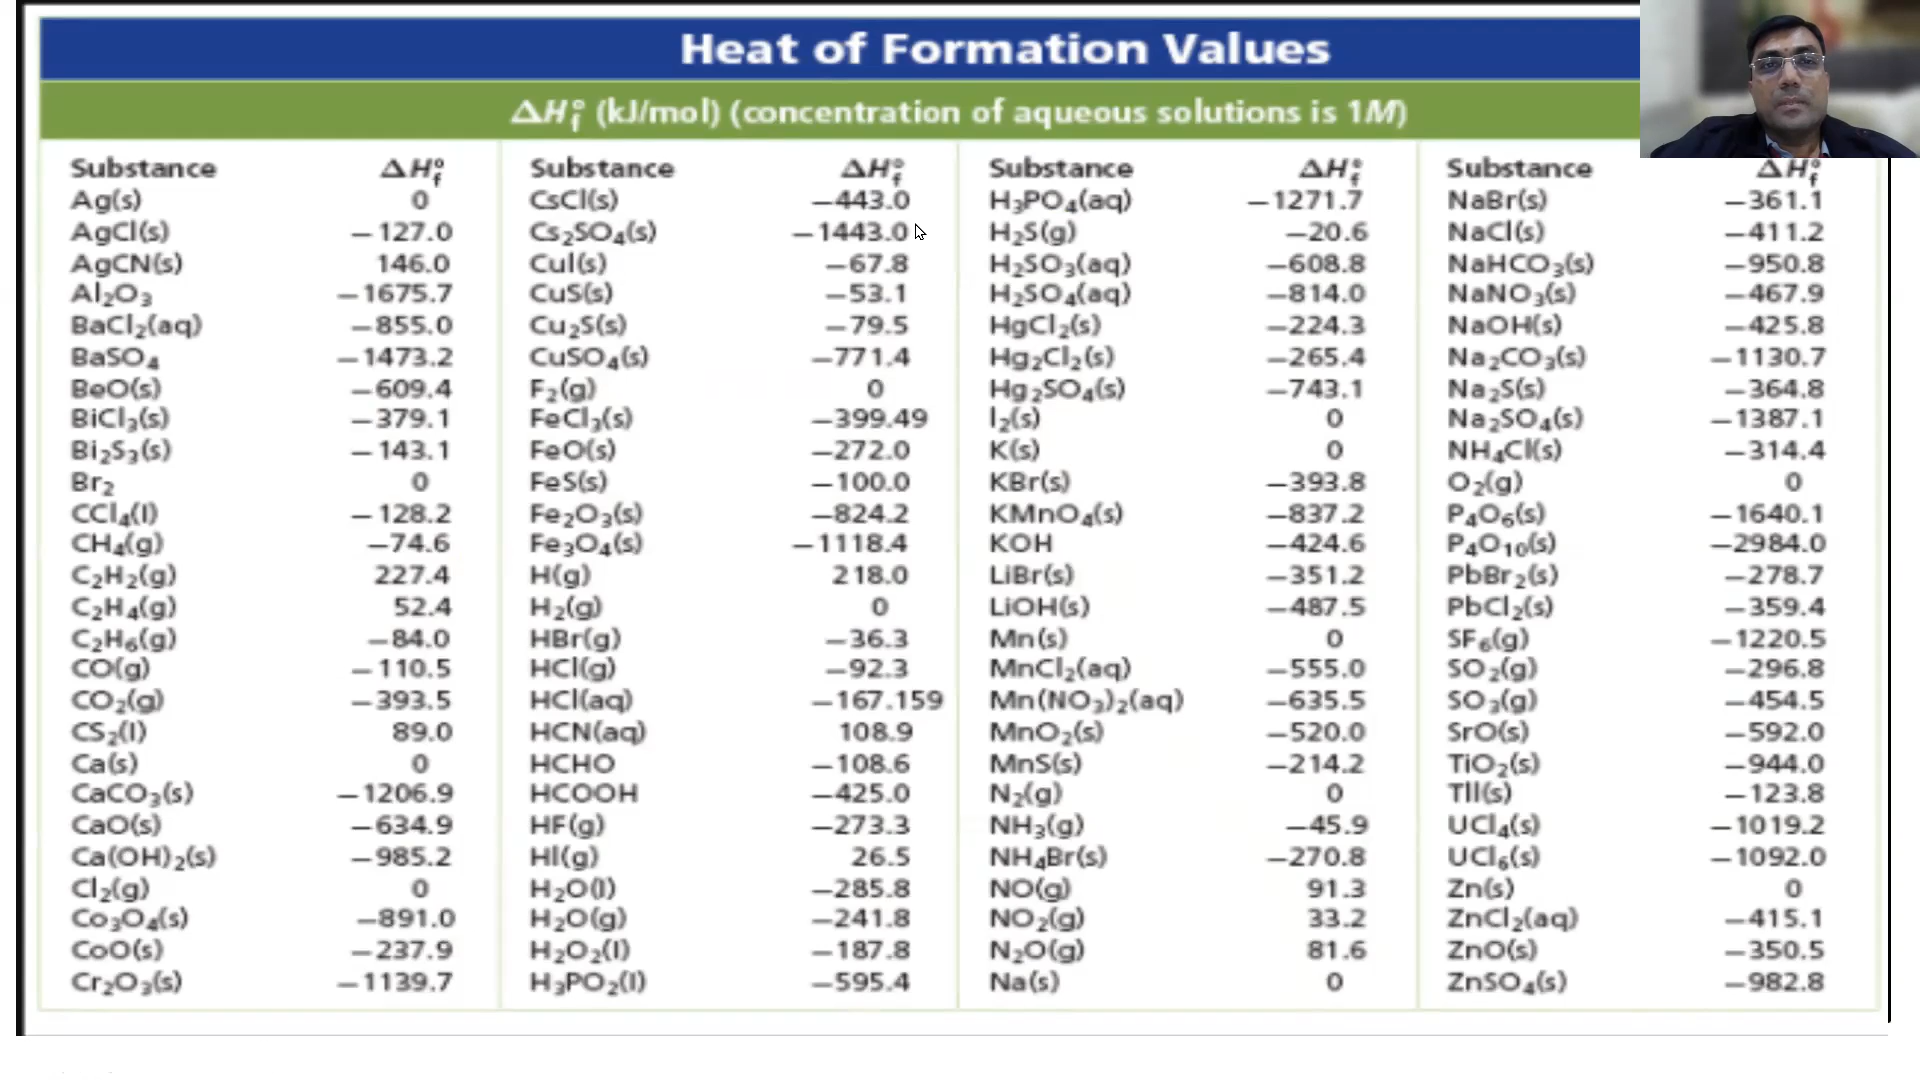 Heat of Formation Values
ΔH°f (kJ/mol) (concentration of aqueous solutions is 1M)
Substance ΔH°f Substance ΔH°f Substance ΔH°f Substance ΔH°f
Ag(s) 0 CsCl(s) –443.0 H₃PO₄(aq) –1271.7 NaBr(s) –361.1
AgCl(s) –127.0 Cs₂SO₄(s) –1443.0 H₂S(g) –20.6 NaCl(s) –411.2
AgCN(s) 146.0 CuI(s) –67.8 H₂SO₃(aq) –608.8 NaHCO₃(s) –950.8
Al₂O₃ –1675.7 CuS(s) –53.1 H₂SO₄(aq) –814.0 NaNO₃(s) –467.9
BaCl₂(aq) –855.0 Cu₂S(s) –79.5 HgCl₂(s) –224.3 NaOH(s) –425.8
BaSO₄ –1473.2 CuSO₄(s) –771.4 Hg₂Cl₂(s) –265.4 Na₂CO₃(s) –1130.7
BeO(s) –609.4 F₂(g) 0 Hg₂SO₄(s) –743.1 Na₂S(s) –364.8
BiCl₃(s) –379.1 FeCl₃(s) –399.49 I₂(s) 0 Na₂SO₄(s) –1387.1
Bi₂S₃(s) –143.1 FeO(s) –272.0 K(s) 0 NH₄Cl(s) –314.4
Br₂ 0 FeS(s) –100.0 KBr(s) –393.8 O₂(g) 0
CCl₄(l) –128.2 Fe₂O₃(s) –824.2 KMnO₄(s) –837.2 P₄O₆(s) –1640.1
CH₄(g) –74.6 Fe₃O₄(s) –1118.4 KOH –424.6 P₄O₁₀(s) –2984.0
C₂H₂(g) 227.4 H(g) 218.0 LiBr(s) –351.2 PbBr₂(s) –278.7
C₂H₄(g) 52.4 H₂(g) 0 LiOH(s) –487.5 PbCl₂(s) –359.4
C₂H₆(g) –84.0 HBr(g) –36.3 Mn(s) 0 SF₆(g) –1220.5
CO(g) –110.5 HCl(g) –92.3 MnCl₂(aq) –555.0 SO₂(g) –296.8
CO₂(g) –393.5 HCl(aq) –167.159 Mn(NO₃)₂(aq) –635.5 SO₃(g) –454.5
CS₂(l) 89.0 HCN(aq) 108.9 MnO₂(s) –520.0 SrO(s) –592.0
Ca(s) 0 HCHO –108.6 MnS(s) –214.2 TiO₂(s) –944.0
CaCO₃(s) –1206.9 HCOOH –425.0 N₂(g) 0 TlI(s) –123.8
CaO(s) –634.9 HF(g) –273.3 NH₃(g) –45.9 UCl₄(s) –1019.2
Ca(OH)₂(s) –985.2 HI(g) 26.5 NH₄Br(s) –270.8 UCl₆(s) –1092.0
Cl₂(g) 0 H₂O(l) –285.8 NO(g) 91.3 Zn(s) 0
Co₃O₄(s) –891.0 H₂O(g) –241.8 NO₂(g) 33.2 ZnCl₂(aq) –415.1
CoO(s) –237.9 H₂O₂(l) –187.8 N₂O(g) 81.6 ZnO(s) –350.5
Cr₂O₃(s) –1139.7 H₃PO₂(l) –595.4 Na(s) 0 ZnSO₄(s) –982.8